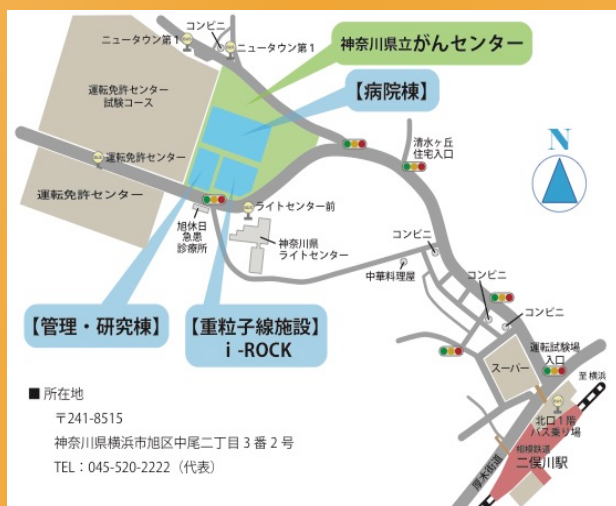 コンビニ
ニュータウン第1
ニュータウン第1
神奈川県立がんセンター
運転免許センター
試験コース
【病院棟】
清水ヶ丘
住宅入口
N
運転免許センター
運転免許センター
ライトセンター前
旭休日
急患
診療所
神奈川県
ライトセンター
コンビニ
中華料理屋
コンビニ
コンビニ
【管理・研究棟】
【重粒子線施設】
i-ROCK
運転試験場
入口
スーパー
至 横浜
北口1階
バス乗り場
相模鉄道
二俣川駅
厚木街道
■ 所在地
〒241-8515
神奈川県横浜市旭区中尾二丁目3番2号
TEL：045-520-2222（代表）